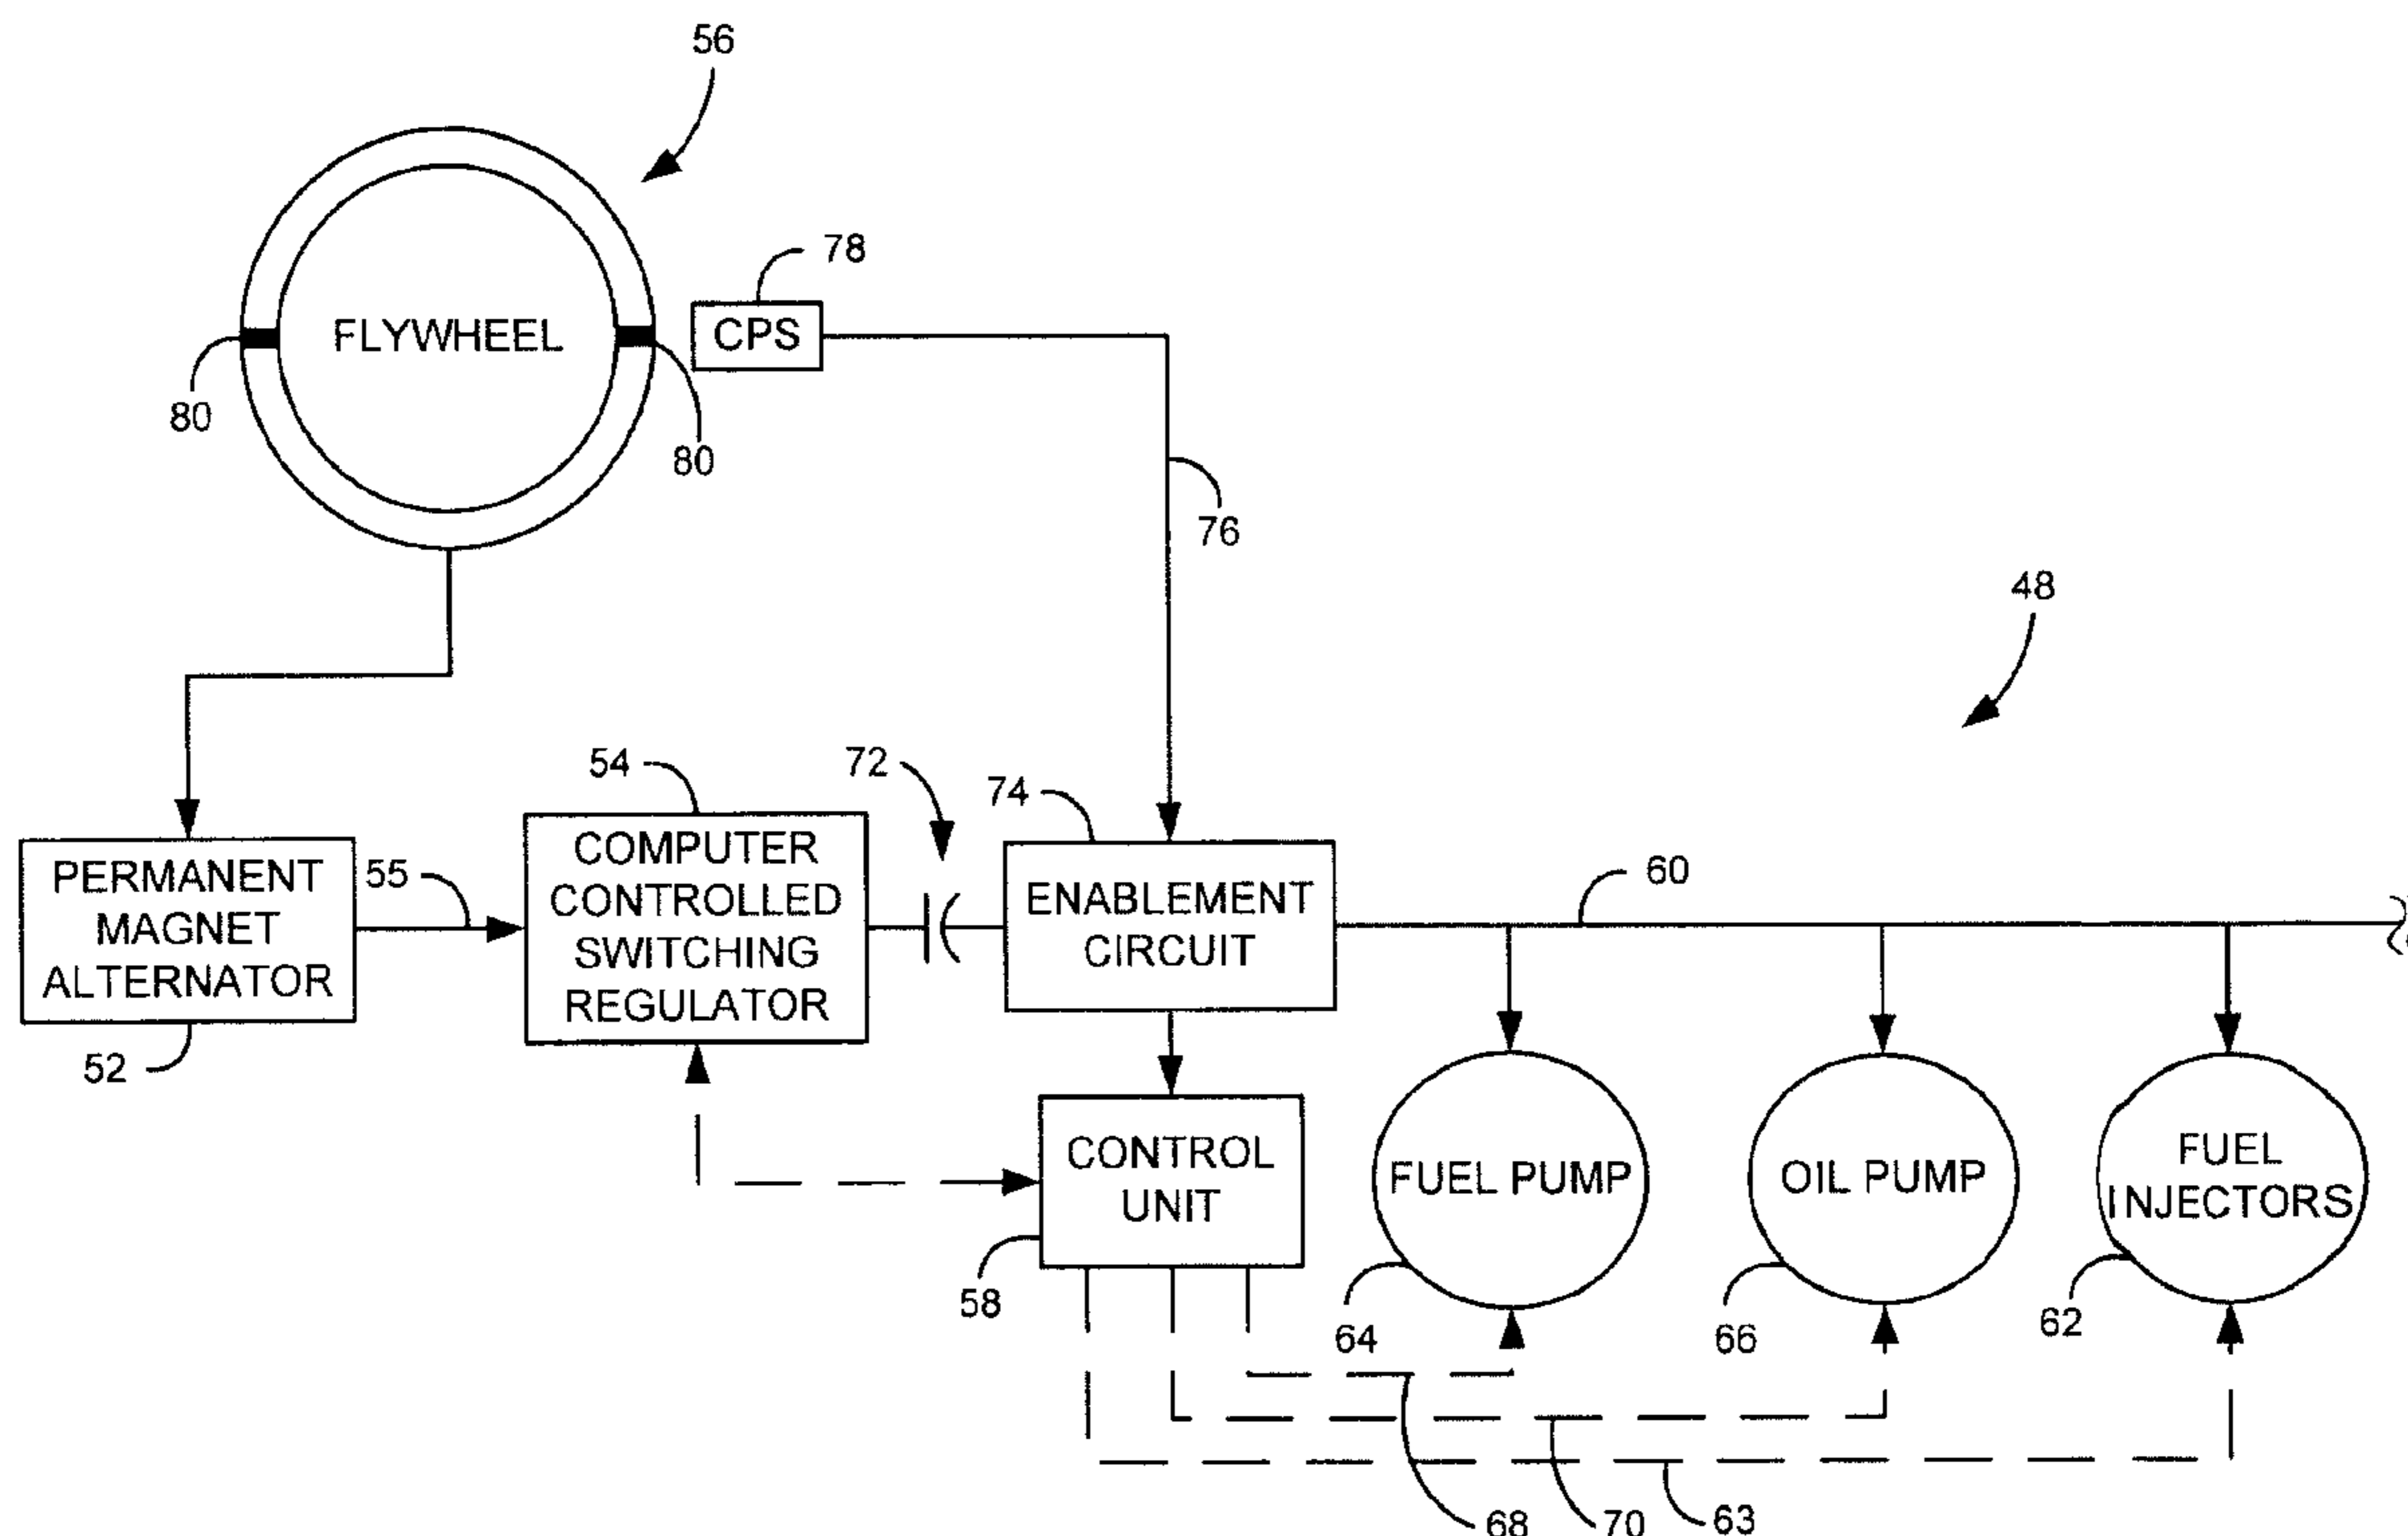 56
78
FLYWHEEL
CPS
80
80
76
48
54
72
74
60
PERMANENT
MAGNET
ALTERNATOR
55
COMPUTER
CONTROLLED
SWITCHING
REGULATOR
ENABLEMENT
CIRCUIT
52
CONTROL
UNIT
FUEL PUMP
OIL PUMP
FUEL
INJECTORS
58
64
66
62
68
70
63